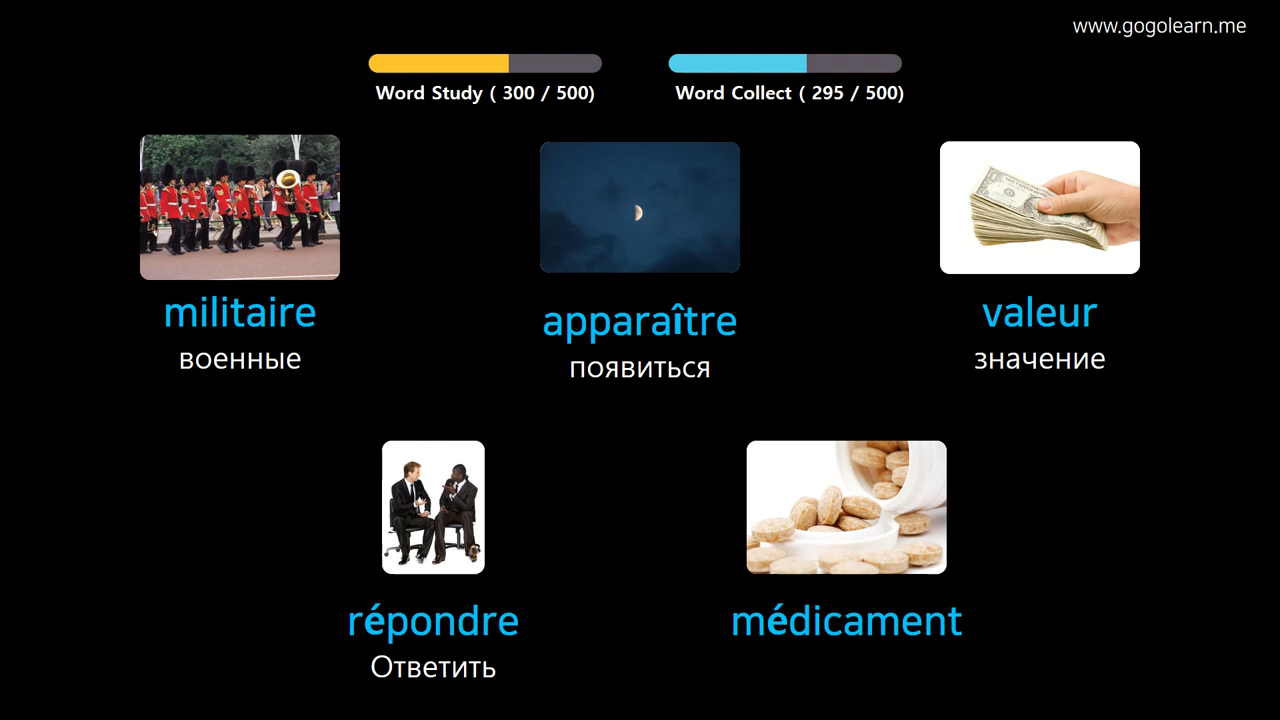 www.gogolearn.me
Word Study ( 300 / 500)
Word Collect ( 295 / 500)
militaire
военные
apparaître
появиться
valeur
значение
répondre
Ответить
médicament